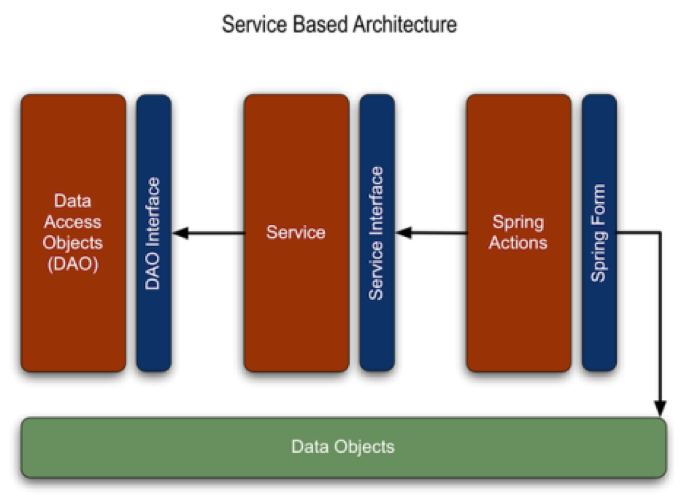 Service Based Architecture
Data
Access
Objects
(DAO)
DAO Interface
Service
Service Interface
Spring
Actions
Spring Form
Data Objects